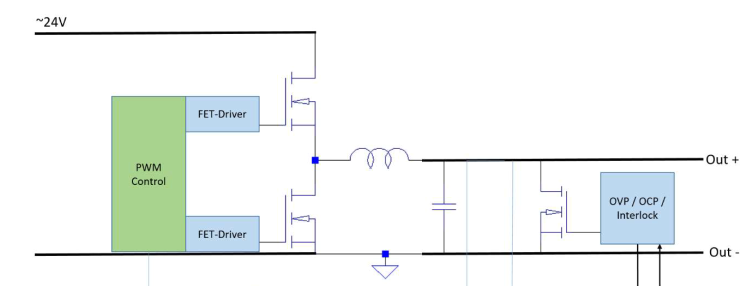 ~24V
FET-Driver
PWM
Control
FET-Driver
Out +
OVP / OCP /
Interlock
Out -